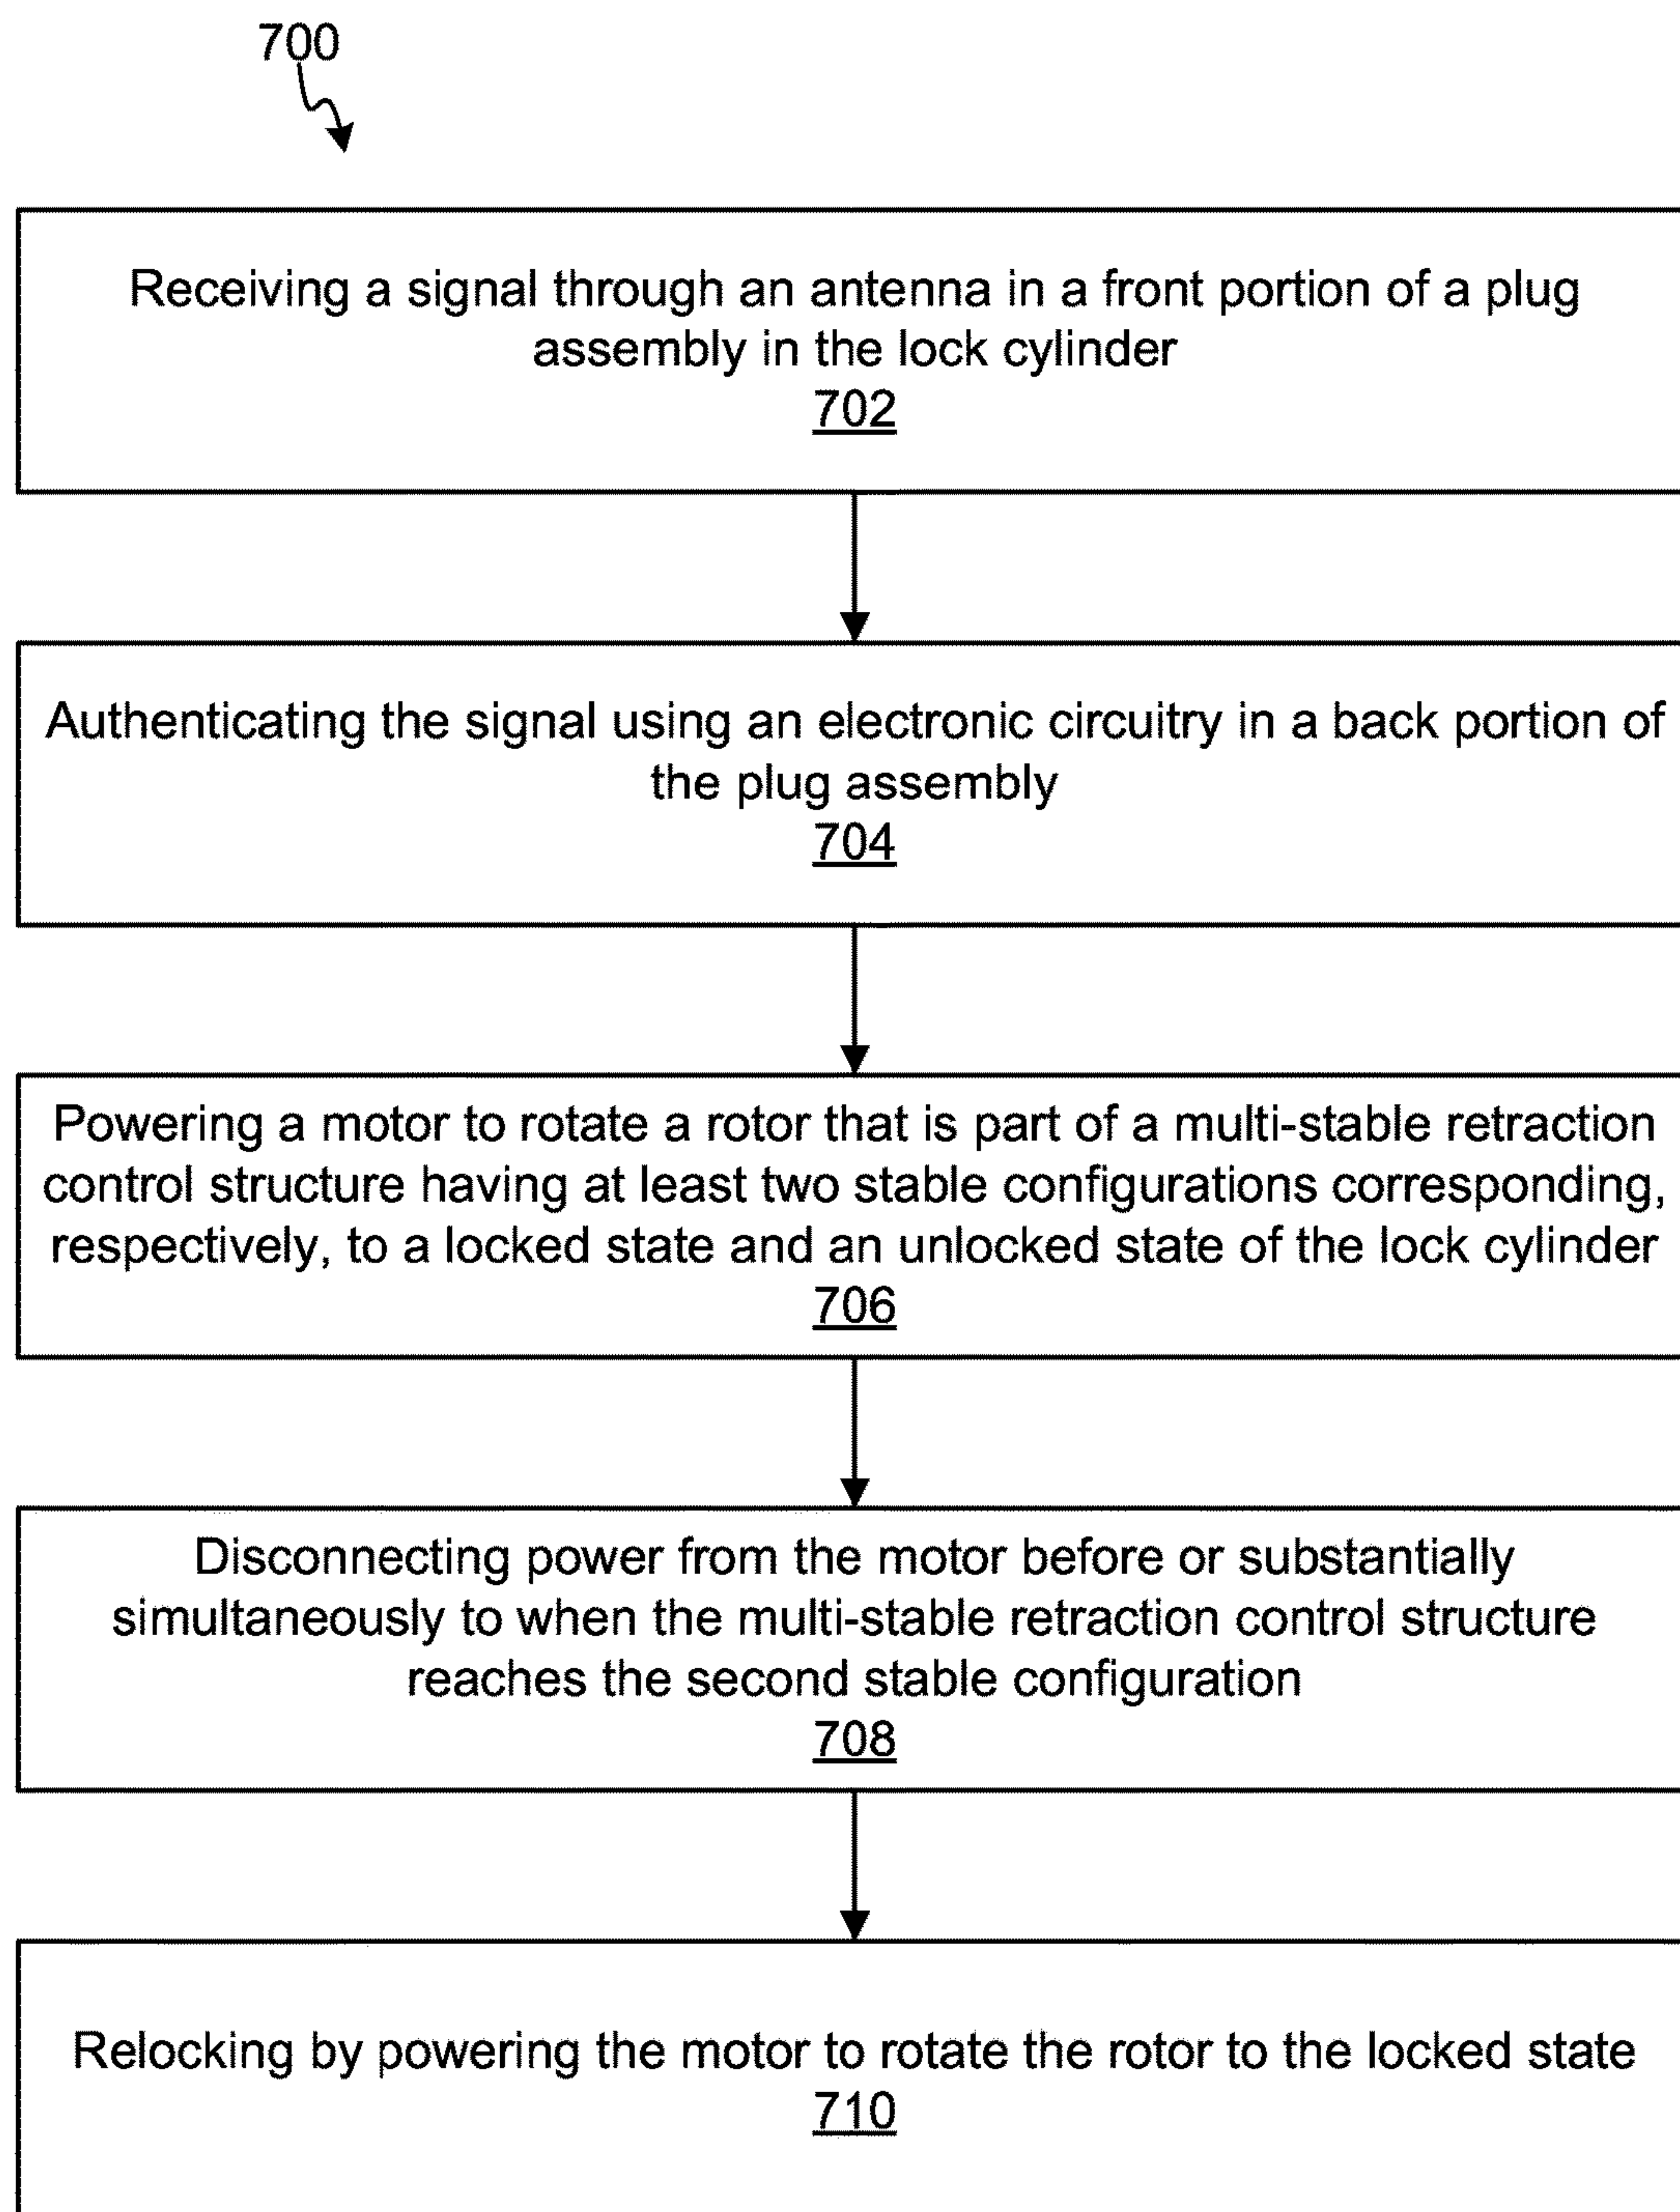 700
Receiving a signal through an antenna in a front portion of a plug
assembly in the lock cylinder
702
Authenticating the signal using an electronic circuitry in a back portion of
the plug assembly
704
Powering a motor to rotate a rotor that is part of a multi-stable retraction
control structure having at least two stable configurations corresponding,
respectively, to a locked state and an unlocked state of the lock cylinder
706
Disconnecting power from the motor before or substantially
simultaneously to when the multi-stable retraction control structure
reaches the second stable configuration
708
Relocking by powering the motor to rotate the rotor to the locked state
710